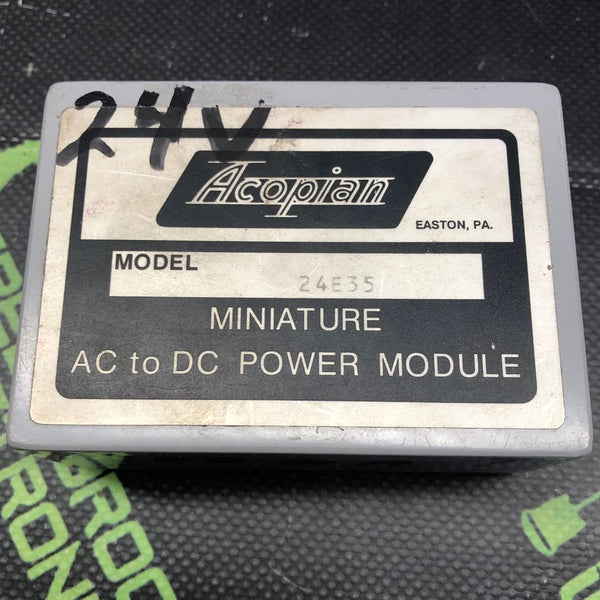 24V
Acopian
EASTON, PA.
MODEL
24E35
MINIATURE
AC to DC POWER MODULE